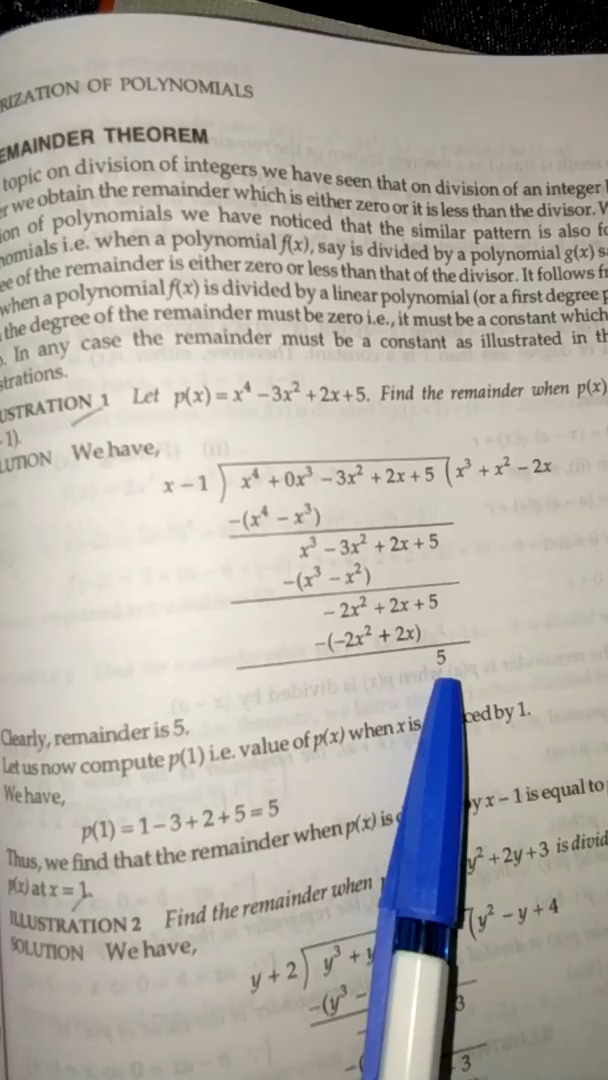 RIZATION OF POLYNOMIALS
EMAINDER THEOREM
topic on division of integers we have seen that on division of an integer
we obtain the remainder which is either zero or it is less than the divisor.
ion of polynomials we have noticed that the similar pattern is also
nomials i.e. when a polynomial f(x), say is divided by a polynomial g(x)
ee of the remainder is either zero or less than that of the divisor. It follows
when a polynomial f(x) is divided by a linear polynomial (or a first degree
the degree of the remainder must be zero i.e., it must be a constant which
. In any case the remainder must be a constant as illustrated in th
strations.
USTRATION 1 Let p(x) = x⁴ – 3x² + 2x + 5. Find the remainder when p(x)
1).
LUTION We have,
x – 1 ) x⁴ + 0x³ – 3x² + 2x + 5 ( x³ + x² – 2x
–(x⁴ – x³)
x³ – 3x² + 2x + 5
–(x³ – x²)
– 2x² + 2x + 5
–(–2x² + 2x)
5
Clearly, remainder is 5.
Let us now compute p(1) i.e. value of p(x) when x is ced by 1.
We have,
p(1) = 1 – 3 + 2 + 5 = 5
Thus, we find that the remainder when p(x) is y x – 1 is equal to
p(x) at x = 1.
ILLUSTRATION 2 Find the remainder when y² + 2y + 3 is divid
SOLUTION We have,
y + 2 ) y³ + y ( y² – y + 4
–(y³ – 
3
3